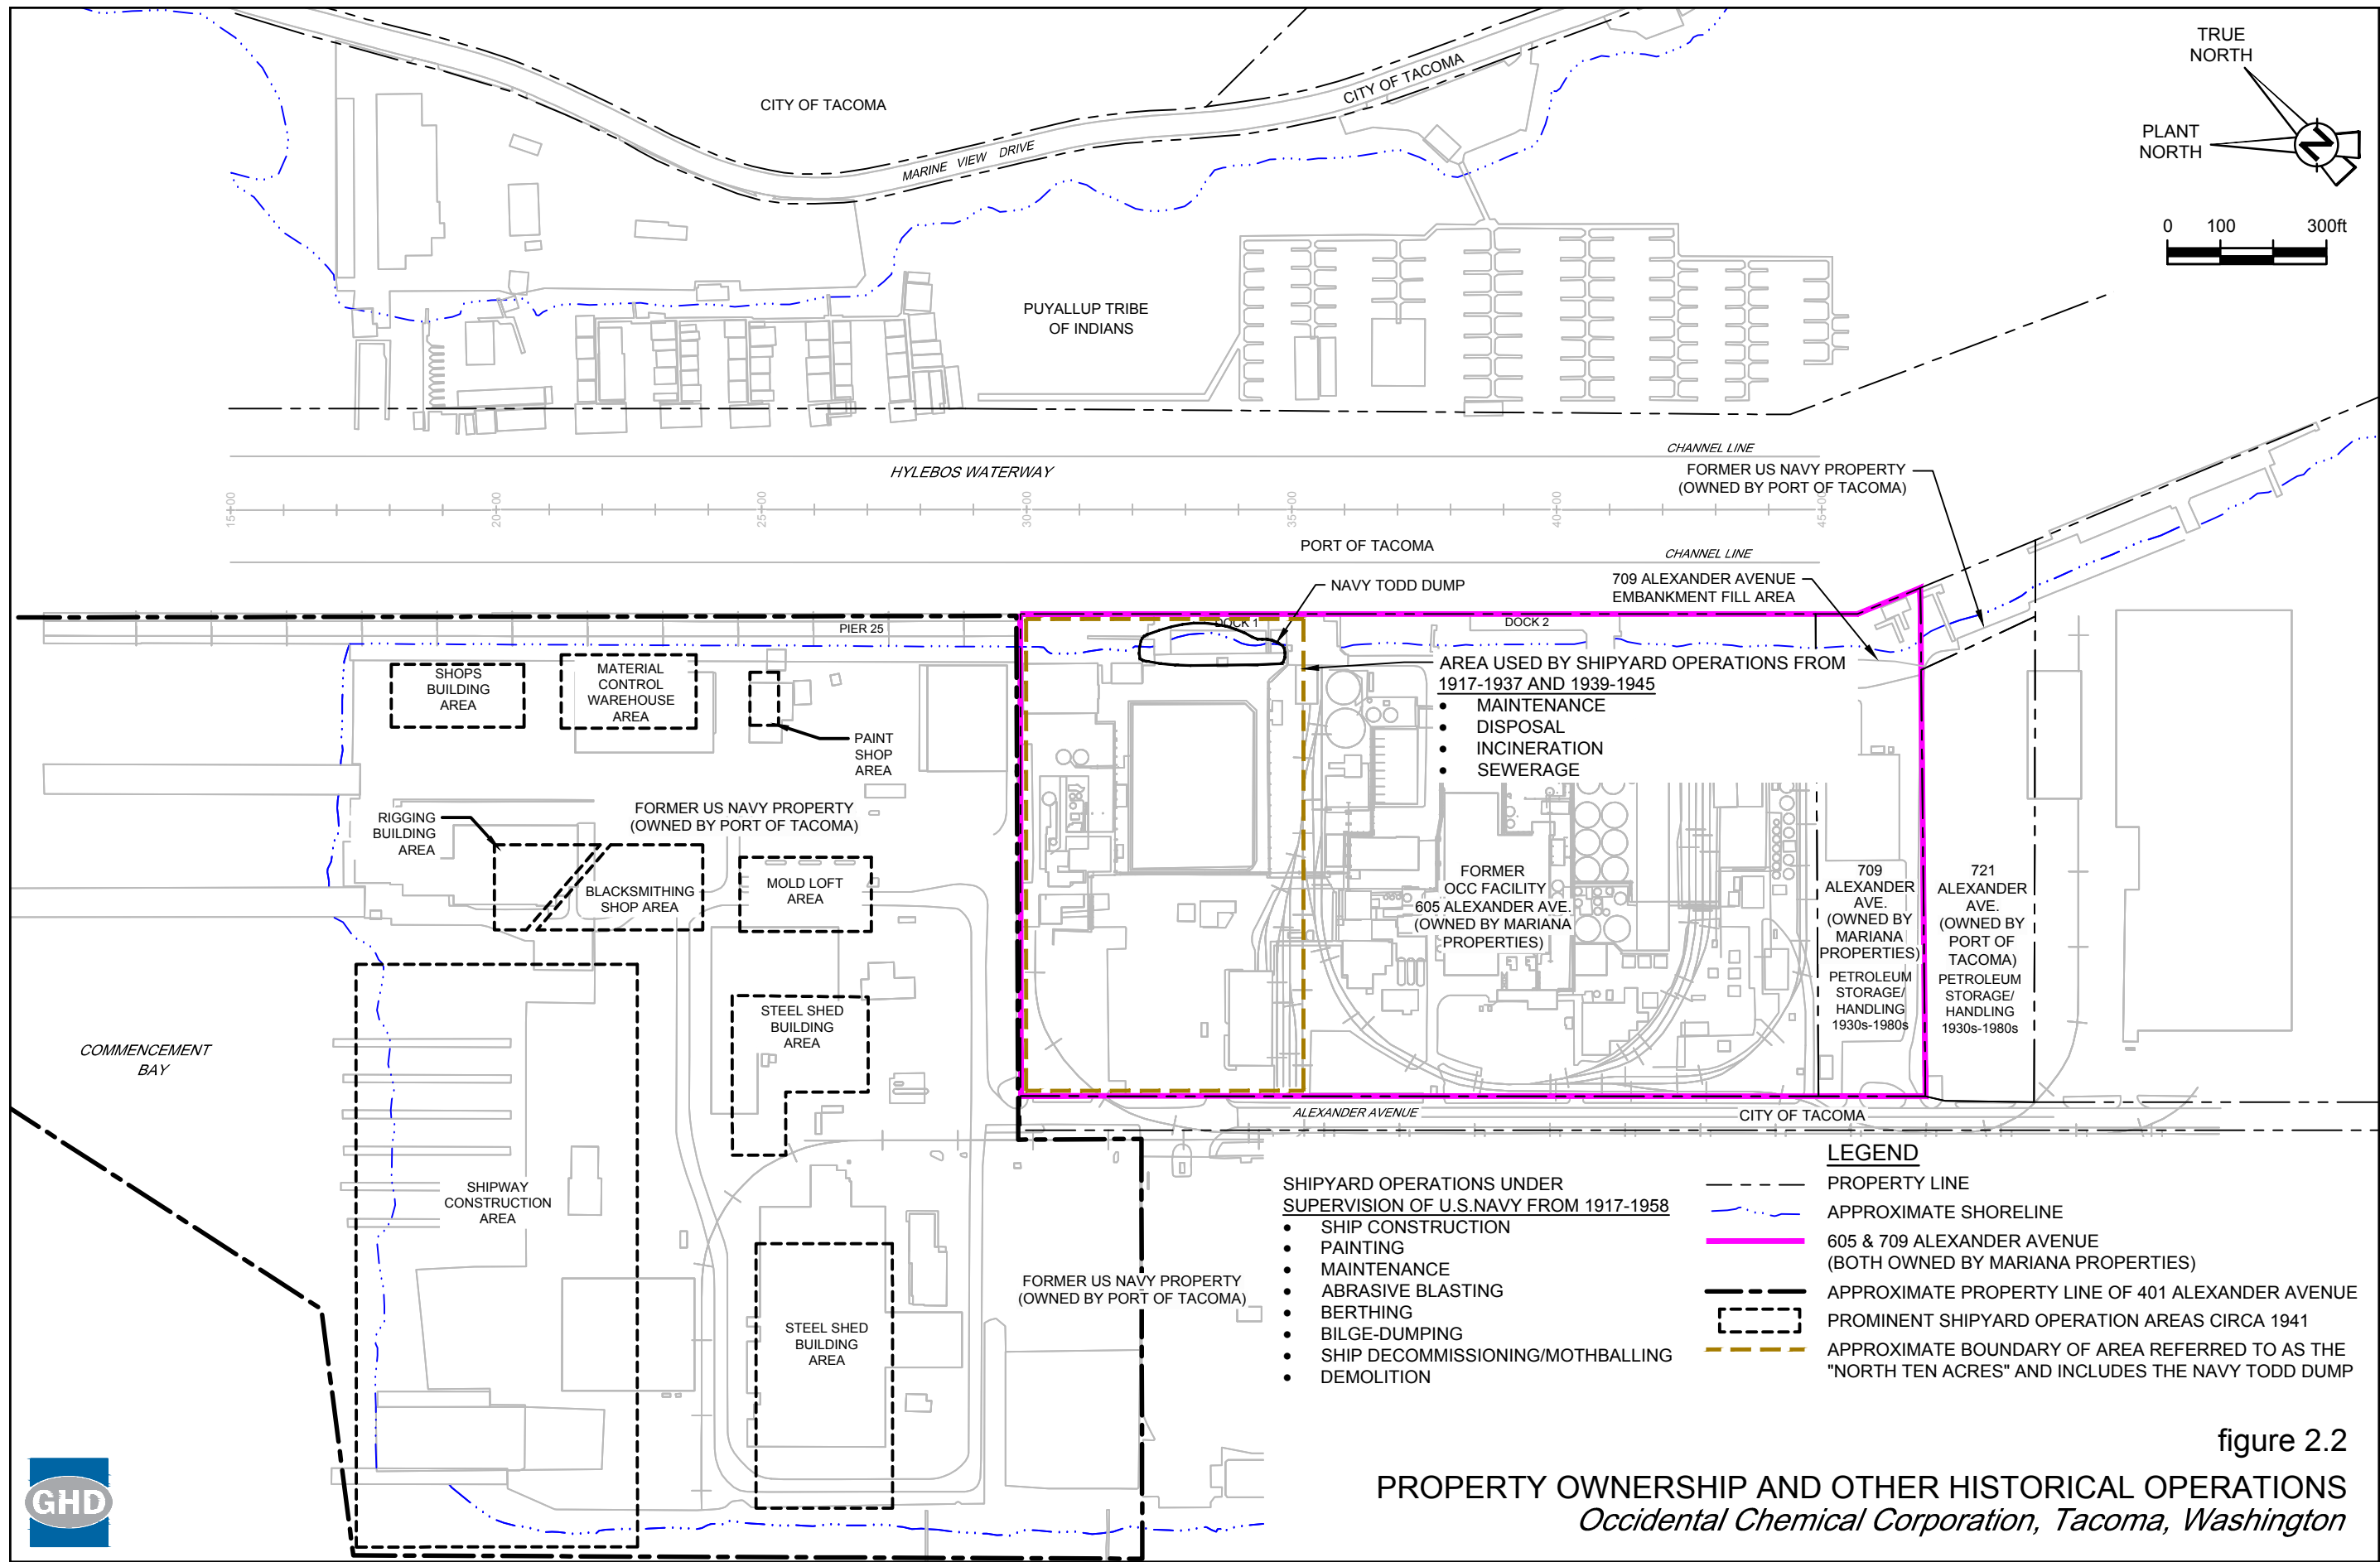 TRUE
NORTH
PLANT
NORTH
N
0 100 300ft
CITY OF TACOMA
CITY OF TACOMA
MARINE VIEW DRIVE
PUYALLUP TRIBE
OF INDIANS
CHANNEL LINE
HYLEBOS WATERWAY
FORMER US NAVY PROPERTY
(OWNED BY PORT OF TACOMA)
15+00
20+00
25+00
30+00
35+00
40+00
45+00
PORT OF TACOMA
CHANNEL LINE
NAVY TODD DUMP
709 ALEXANDER AVENUE
EMBANKMENT FILL AREA
PIER 25
DOCK 1
DOCK 2
SHOPS
BUILDING
AREA
MATERIAL
CONTROL
WAREHOUSE
AREA
PAINT
SHOP
AREA
AREA USED BY SHIPYARD OPERATIONS FROM
1917-1937 AND 1939-1945
• MAINTENANCE
• DISPOSAL
• INCINERATION
• SEWERAGE
RIGGING
BUILDING
AREA
FORMER US NAVY PROPERTY
(OWNED BY PORT OF TACOMA)
BLACKSMITHING
SHOP AREA
MOLD LOFT
AREA
FORMER
OCC FACILITY
605 ALEXANDER AVE.
(OWNED BY MARIANA
PROPERTIES)
709
ALEXANDER
AVE.
(OWNED BY
MARIANA
PROPERTIES)
PETROLEUM
STORAGE/
HANDLING
1930s-1980s
721
ALEXANDER
AVE.
(OWNED BY
PORT OF
TACOMA)
PETROLEUM
STORAGE/
HANDLING
1930s-1980s
STEEL SHED
BUILDING
AREA
COMMENCEMENT
BAY
ALEXANDER AVENUE
CITY OF TACOMA
SHIPWAY
CONSTRUCTION
AREA
FORMER US NAVY PROPERTY
(OWNED BY PORT OF TACOMA)
STEEL SHED
BUILDING
AREA
SHIPYARD OPERATIONS UNDER
SUPERVISION OF U.S.NAVY FROM 1917-1958
• SHIP CONSTRUCTION
• PAINTING
• MAINTENANCE
• ABRASIVE BLASTING
• BERTHING
• BILGE-DUMPING
• SHIP DECOMMISSIONING/MOTHBALLING
• DEMOLITION
LEGEND
PROPERTY LINE
APPROXIMATE SHORELINE
605 & 709 ALEXANDER AVENUE
(BOTH OWNED BY MARIANA PROPERTIES)
APPROXIMATE PROPERTY LINE OF 401 ALEXANDER AVENUE
PROMINENT SHIPYARD OPERATION AREAS CIRCA 1941
APPROXIMATE BOUNDARY OF AREA REFERRED TO AS THE
"NORTH TEN ACRES" AND INCLUDES THE NAVY TODD DUMP
figure 2.2
PROPERTY OWNERSHIP AND OTHER HISTORICAL OPERATIONS
Occidental Chemical Corporation, Tacoma, Washington
GHD